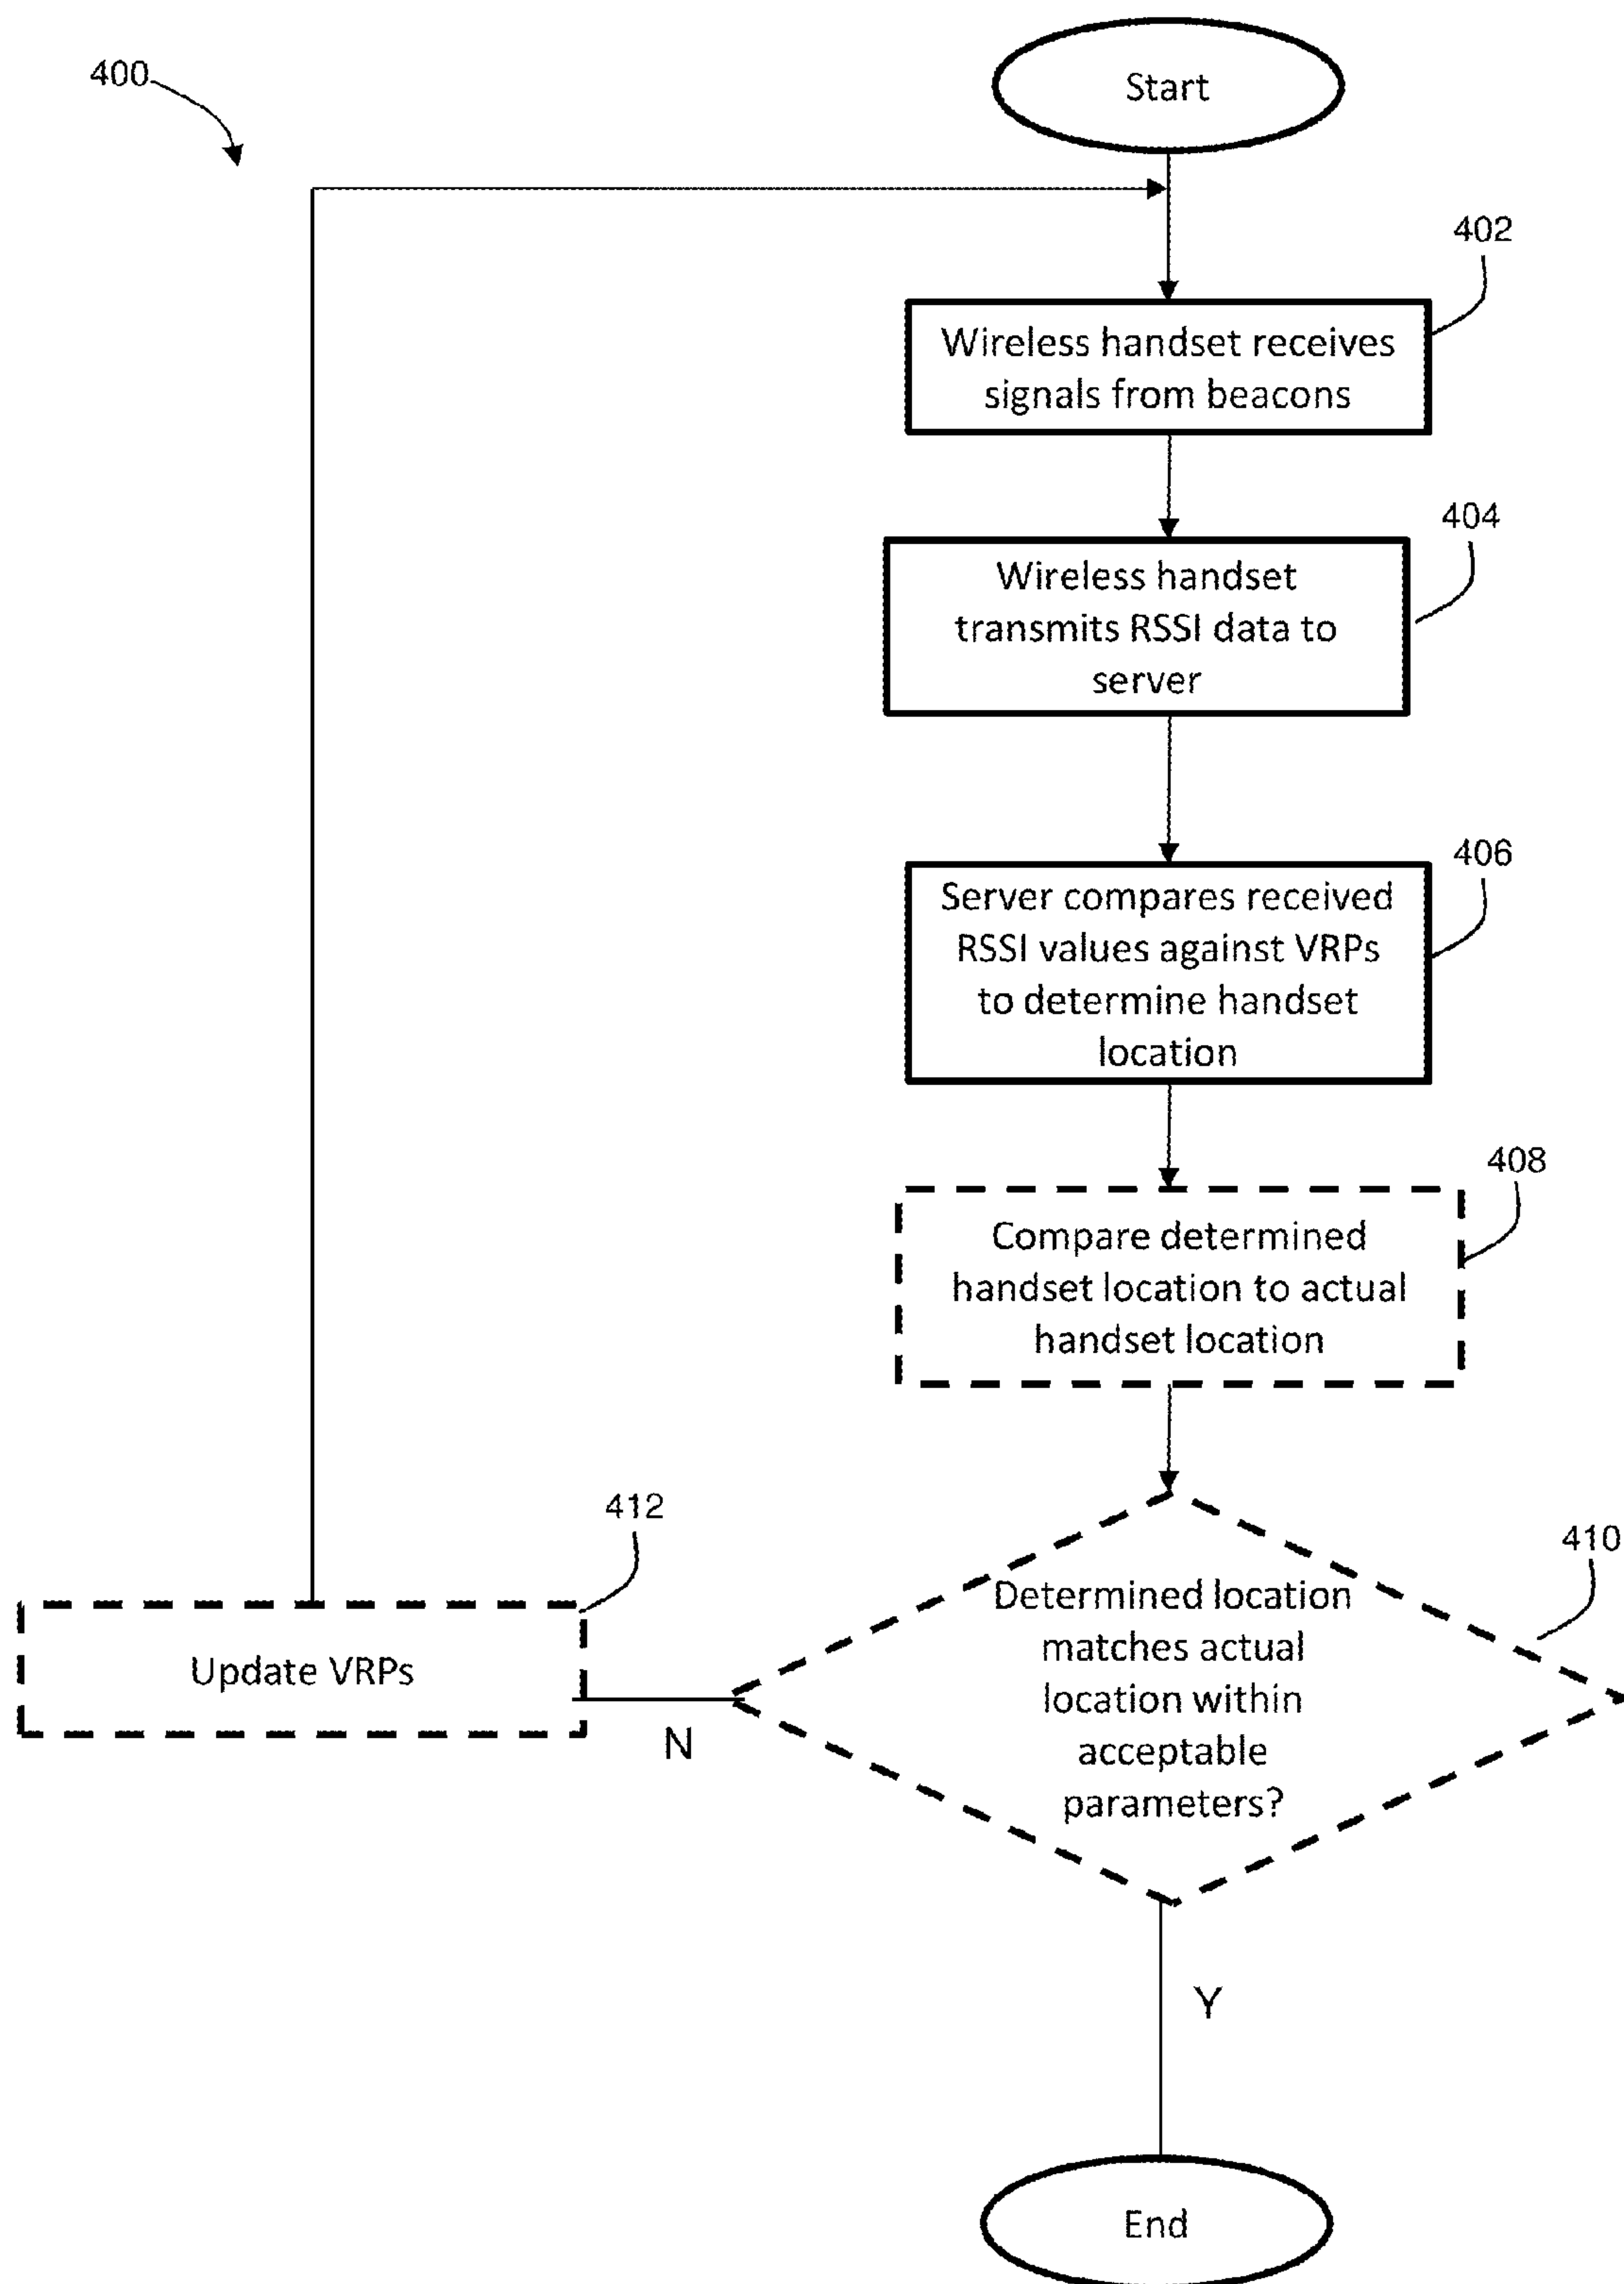 400
Start
402
Wireless handset receives
signals from beacons
404
Wireless handset
transmits RSSI data to
server
406
Server compares received
RSSI values against VRPs
to determine handset
location
408
Compare determined
handset location to actual
handset location
412
410
Determined location
matches actual
location within
acceptable
parameters?
Update VRPs
N
Y
End